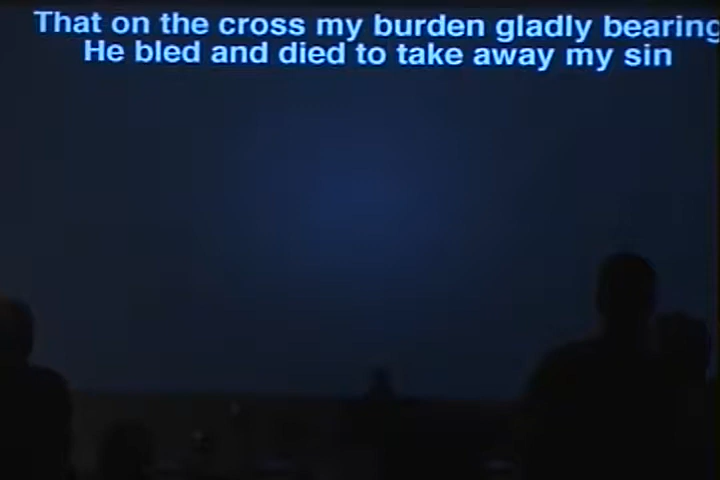 That on the cross my burden gladly bearing
He bled and died to take away my sin